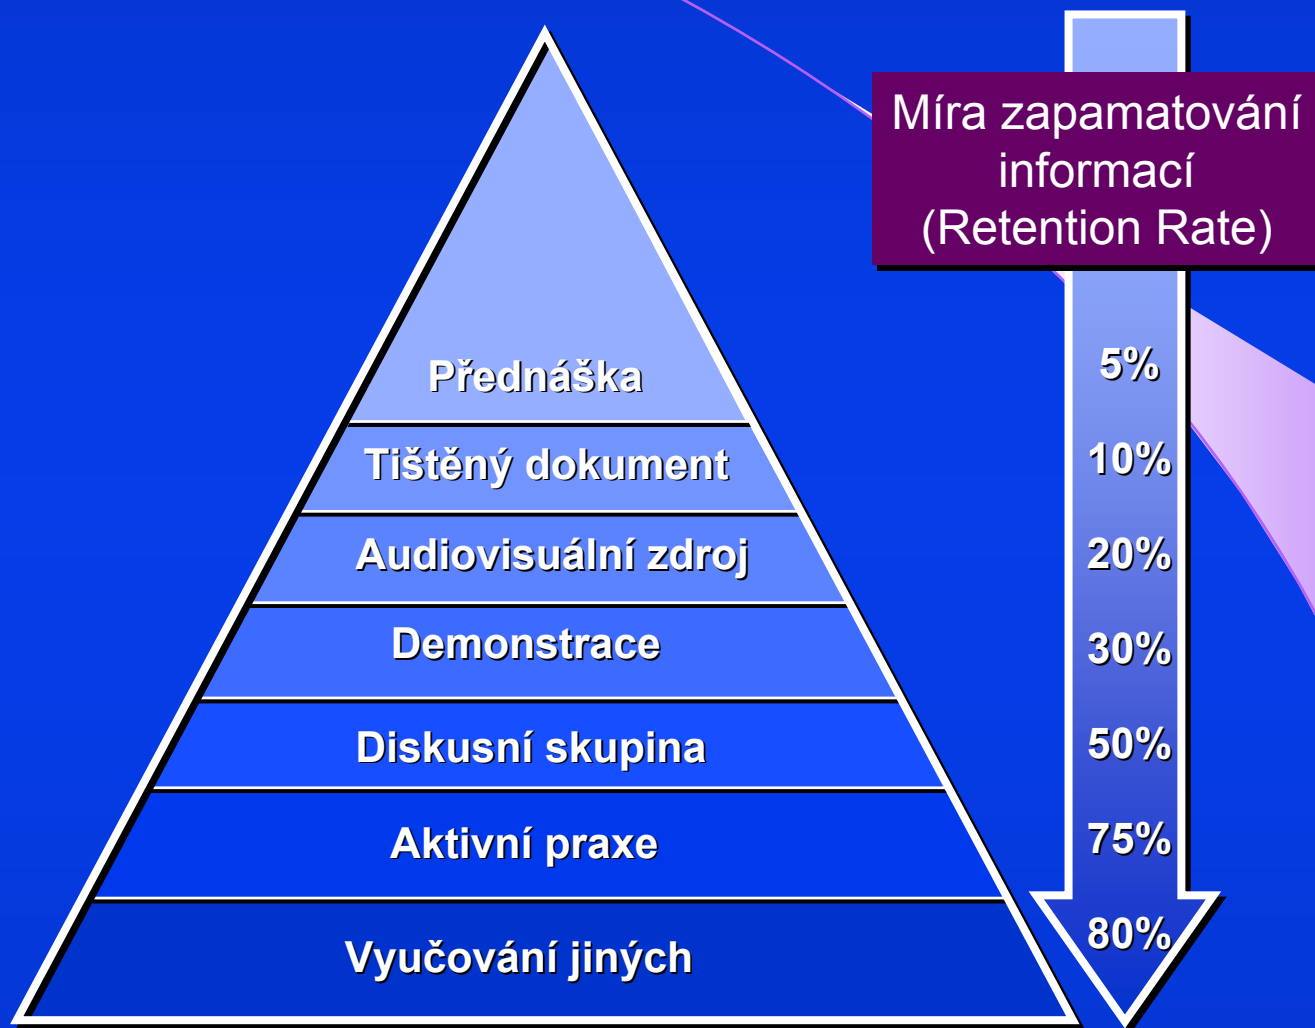 Míra zapamatování
informací
(Retention Rate)
Přednáška
5%
Tištěný dokument
10%
Audiovisuální zdroj
20%
Demonstrace
30%
Diskusní skupina
50%
Aktivní praxe
75%
Vyučování jiných
80%